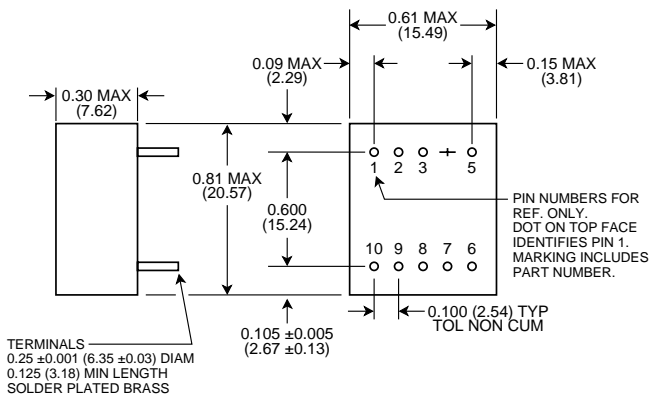 0.61 MAX
(15.49)
0.09 MAX
(2.29)
0.15 MAX
(3.81)
0.30 MAX
(7.62)
0.81 MAX
(20.57)
0.600
(15.24)
1 2 3 5
PIN NUMBERS FOR
REF. ONLY.
DOT ON TOP FACE
IDENTIFIES PIN 1.
MARKING INCLUDES
PART NUMBER.
10 9 8 7 6
0.100 (2.54) TYP
TOL NON CUM
0.105 ±0.005
(2.67 ±0.13)
TERMINALS
0.25 ±0.001 (6.35 ±0.03) DIAM
0.125 (3.18) MIN LENGTH
SOLDER PLATED BRASS